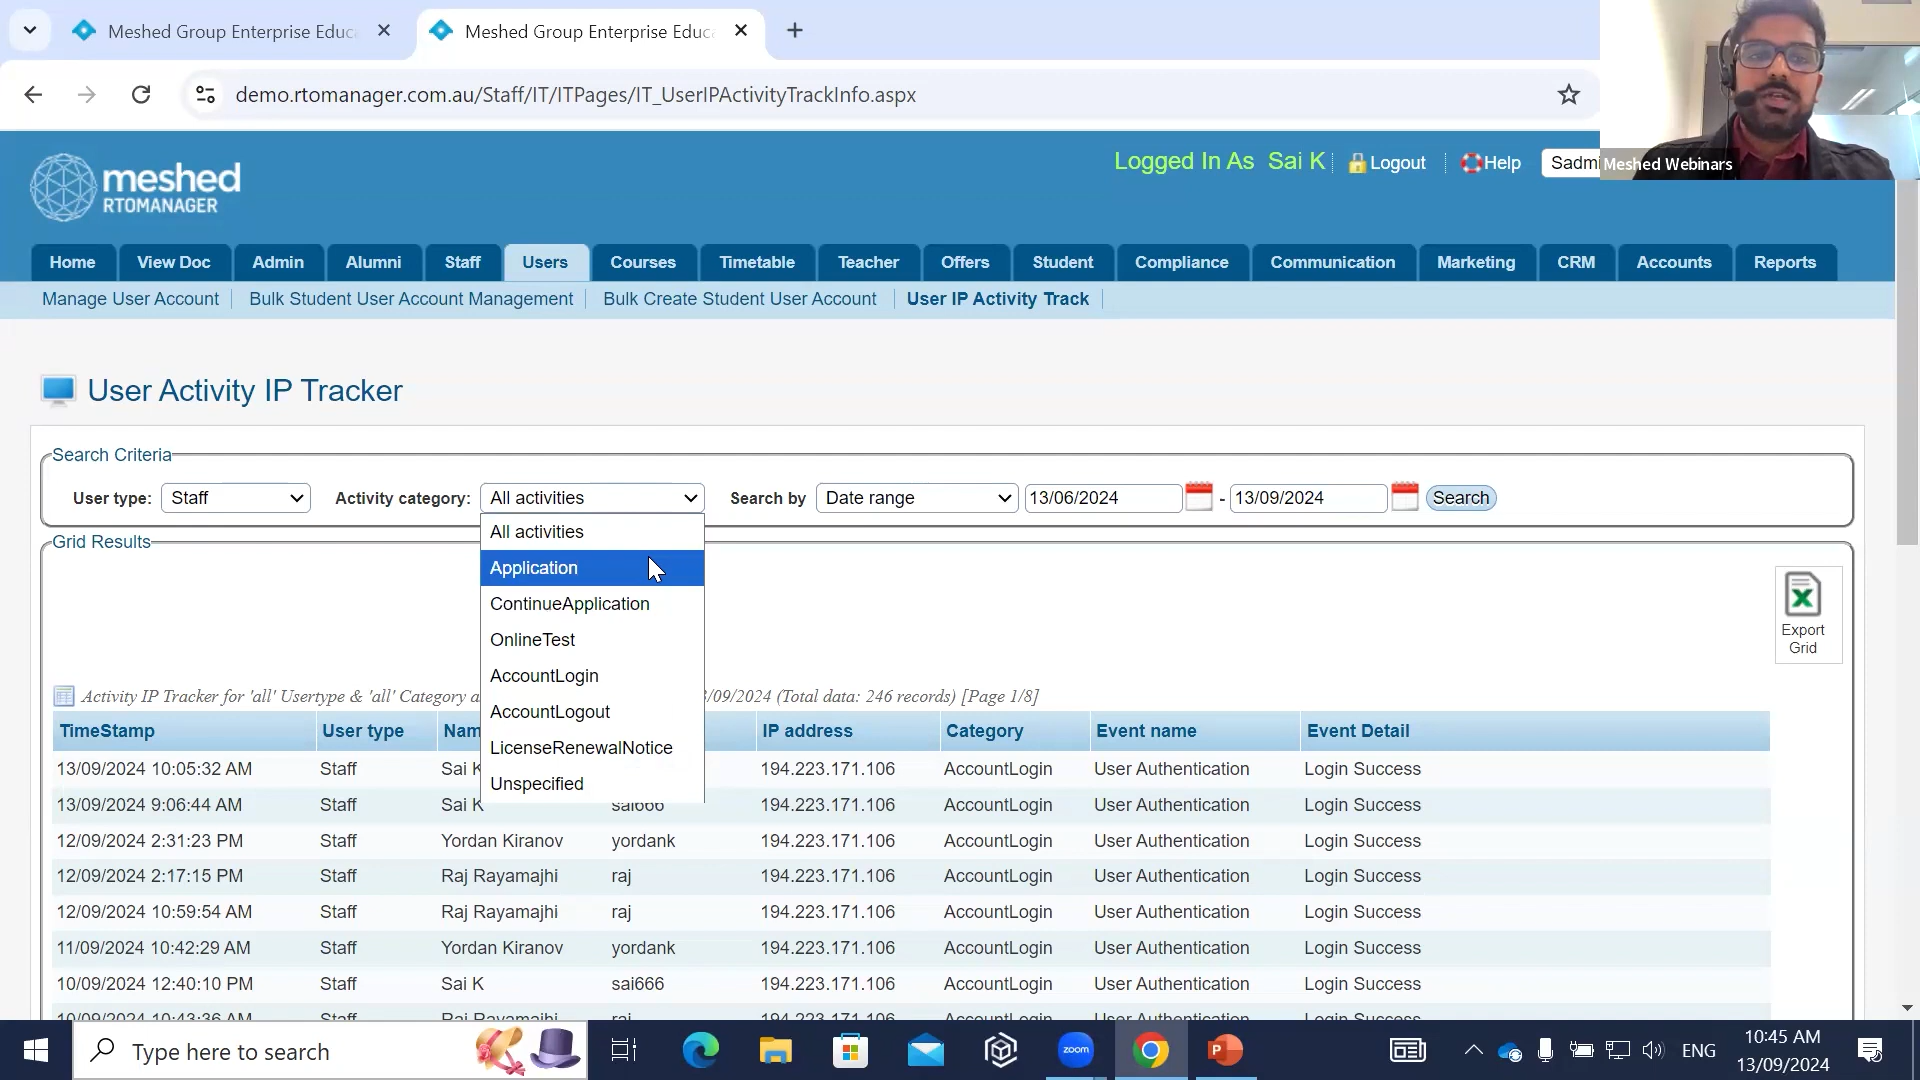 Meshed Group Enterprise Educa
Meshed Group Enterprise Educa
demo.rtomanager.com.au/Staff/IT/ITPages/IT_UserIPActivityTrackInfo.aspx
meshed
RTOMANAGER
Logged In As Sai K
Logout
Help
Sadmi
Meshed Webinars
Home View Doc Admin Alumni Staff Users Courses Timetable Teacher Offers Student Compliance Communication Marketing CRM Accounts Reports
Manage User Account Bulk Student User Account Management Bulk Create Student User Account User IP Activity Track
User Activity IP Tracker
Search Criteria
User type: Staff Activity category: All activities Search by Date range 13/06/2024 - 13/09/2024 Search
All activities
Application
ContinueApplication
OnlineTest
AccountLogin
AccountLogout
LicenseRenewalNotice
Unspecified
Grid Results
Export
Grid
Activity IP Tracker for 'all' Usertype & 'all' Category a /09/2024 (Total data: 246 records) [Page 1/8]
TimeStamp User type Nam IP address Category Event name Event Detail
13/09/2024 10:05:32 AM Staff Sai K 194.223.171.106 AccountLogin User Authentication Login Success
13/09/2024 9:06:44 AM Staff Sai K sai666 194.223.171.106 AccountLogin User Authentication Login Success
12/09/2024 2:31:23 PM Staff Yordan Kiranov yordank 194.223.171.106 AccountLogin User Authentication Login Success
12/09/2024 2:17:15 PM Staff Raj Rayamajhi raj 194.223.171.106 AccountLogin User Authentication Login Success
12/09/2024 10:59:54 AM Staff Raj Rayamajhi raj 194.223.171.106 AccountLogin User Authentication Login Success
11/09/2024 10:42:29 AM Staff Yordan Kiranov yordank 194.223.171.106 AccountLogin User Authentication Login Success
10/09/2024 12:40:10 PM Staff Sai K sai666 194.223.171.106 AccountLogin User Authentication Login Success
10/09/2024 10:43:36 AM Staff Raj Rayamajhi raj 194.223.171.106 AccountLogin User Authentication Login Success
Type here to search
zoom
P
ENG
10:45 AM
13/09/2024